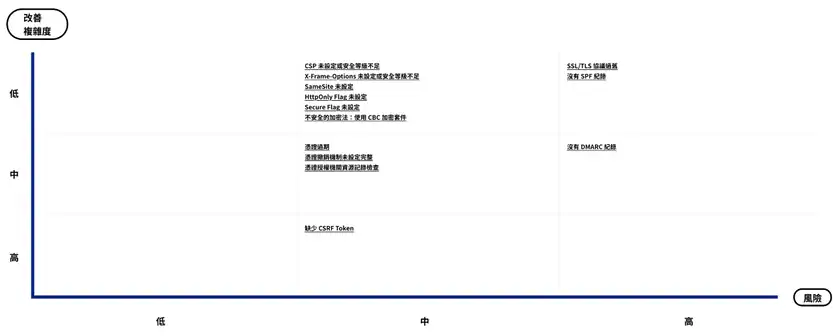 改善
複雜度
低
CSP 未設定或安全等級不足
X-Frame-Options 未設定或安全等級不足
SameSite 未設定
HttpOnly Flag 未設定
Secure Flag 未設定
不安全的加密法：使用 CBC 加密套件
SSL/TLS 協議過舊
沒有 SPF 紀錄
中
憑證過期
憑證撤銷機制未設定完整
憑證授權機關資源記錄檢查
沒有 DMARC 紀錄
高
缺少 CSRF Token
風險
低
中
高